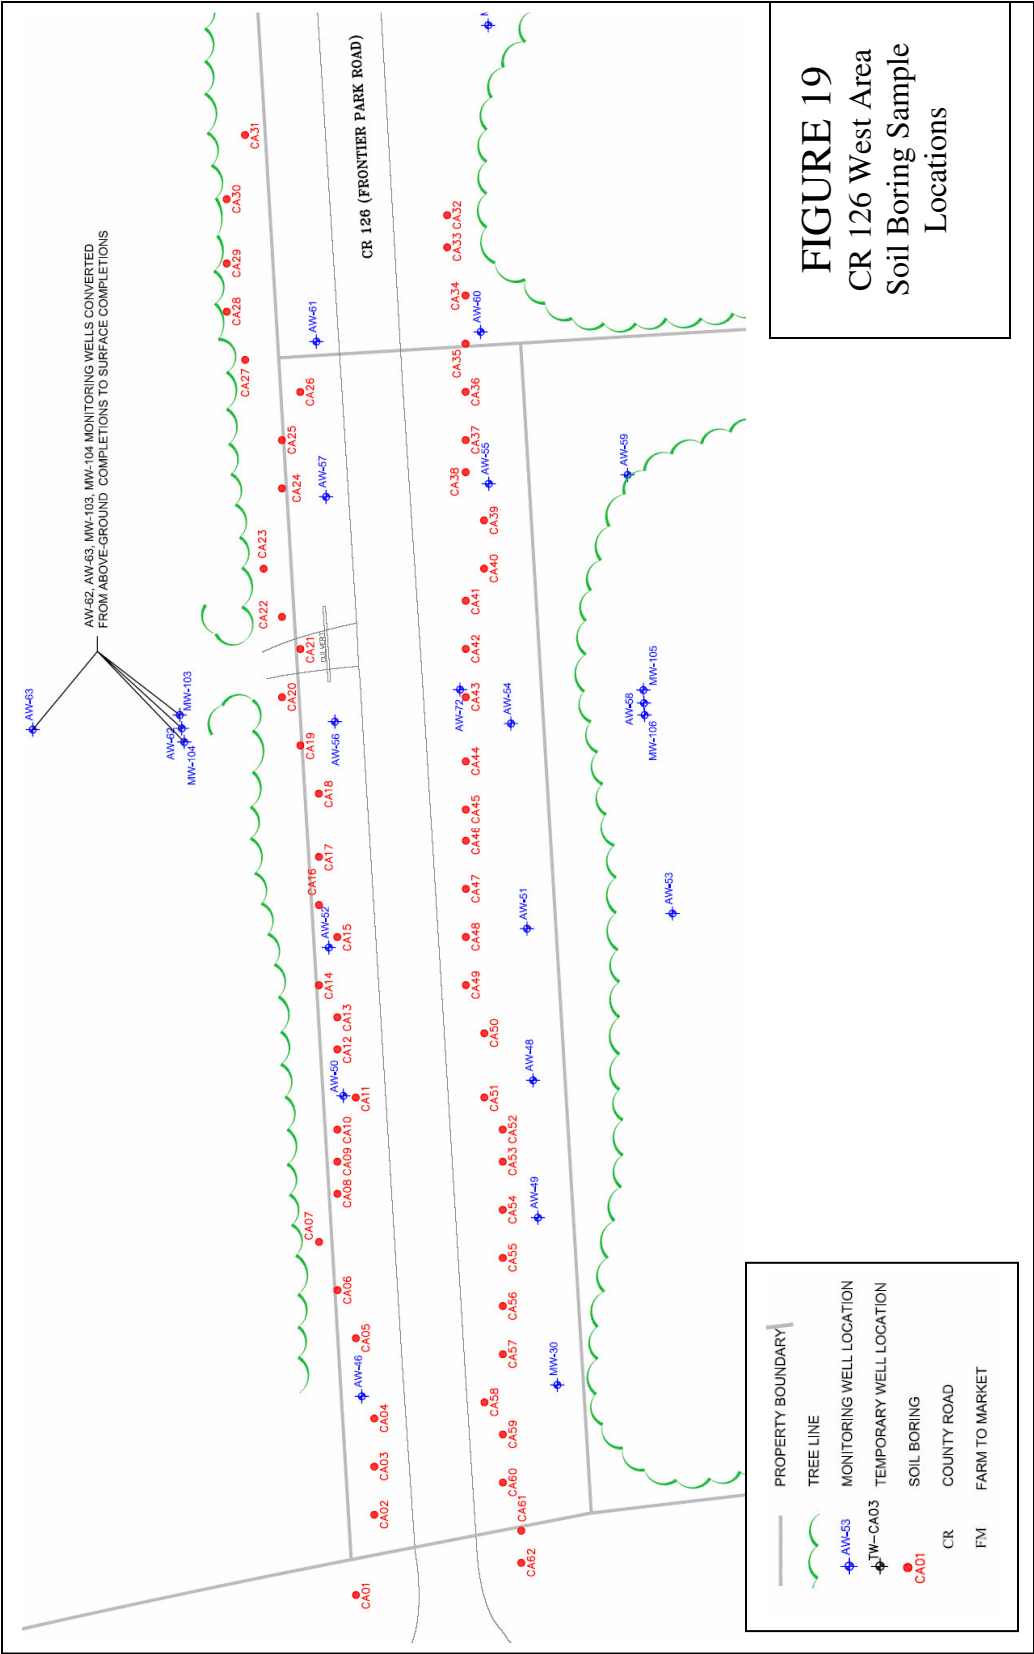 FIGURE 19
CR 126 West Area
Soil Boring Sample
Locations
AW-62, AW-63, MW-103, MW-104 MONITORING WELLS CONVERTED
FROM ABOVE-GROUND COMPLETIONS TO SURFACE COMPLETIONS
CR 126 (FRONTIER PARK ROAD)
AW-63
MW-103
AW-62
MW-104
CA01
CA02
CA03
CA04
AW-46
CA05
CA06
CA07
CA08
CA09
CA10
AW-50
CA11
CA12
CA13
CA14
AW-52
CA15
CA16
CA17
CA18
CA19
AW-56
CA20
CA21
CULVERT
CA22
CA23
CA24
AW-57
CA25
CA26
CA27
AW-61
CA28
CA29
CA30
CA31
CA32
CA33
CA34
AW-60
CA35
CA36
CA37
CA38
AW-55
CA39
CA40
CA41
CA42
CA43
AW-72
AW-54
CA44
CA45
CA46
CA47
CA48
AW-51
CA49
CA50
AW-48
CA51
CA52
CA53
CA54
AW-49
CA55
CA56
CA57
MW-30
CA58
CA59
CA60
CA61
CA62
AW-59
MW-105
AW-58
MW-106
AW-53
PROPERTY BOUNDARY
TREE LINE
AW-53 MONITORING WELL LOCATION
TW-CA03 TEMPORARY WELL LOCATION
CA01 SOIL BORING
CR COUNTY ROAD
FM FARM TO MARKET